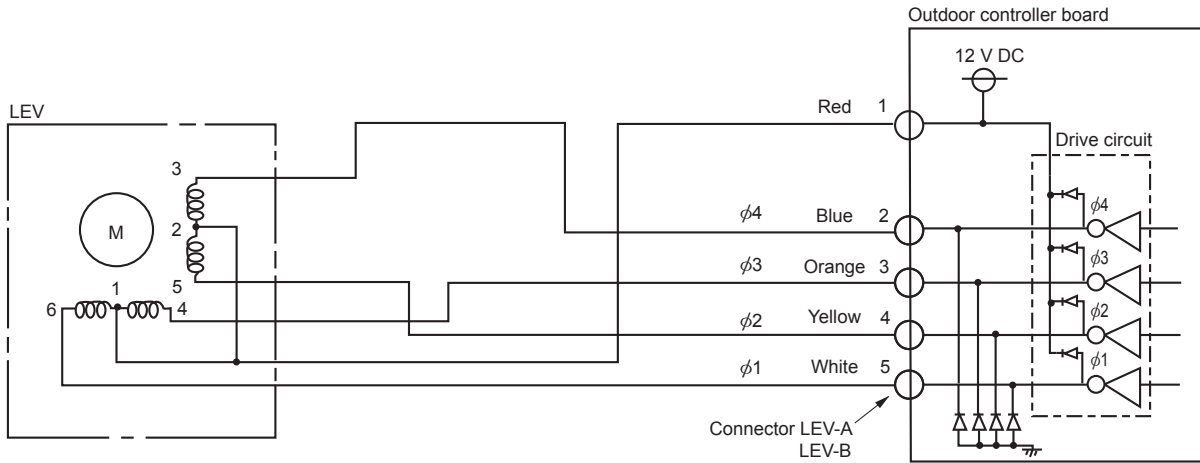 Outdoor controller board
12 V DC
LEV
Red 1
Drive circuit
3
M
2
ϕ4 Blue 2 ϕ4
ϕ3 Orange 3 ϕ3
5
1
6 4
ϕ2 Yellow 4 ϕ2
ϕ1 White 5 ϕ1
Connector LEV-A
LEV-B